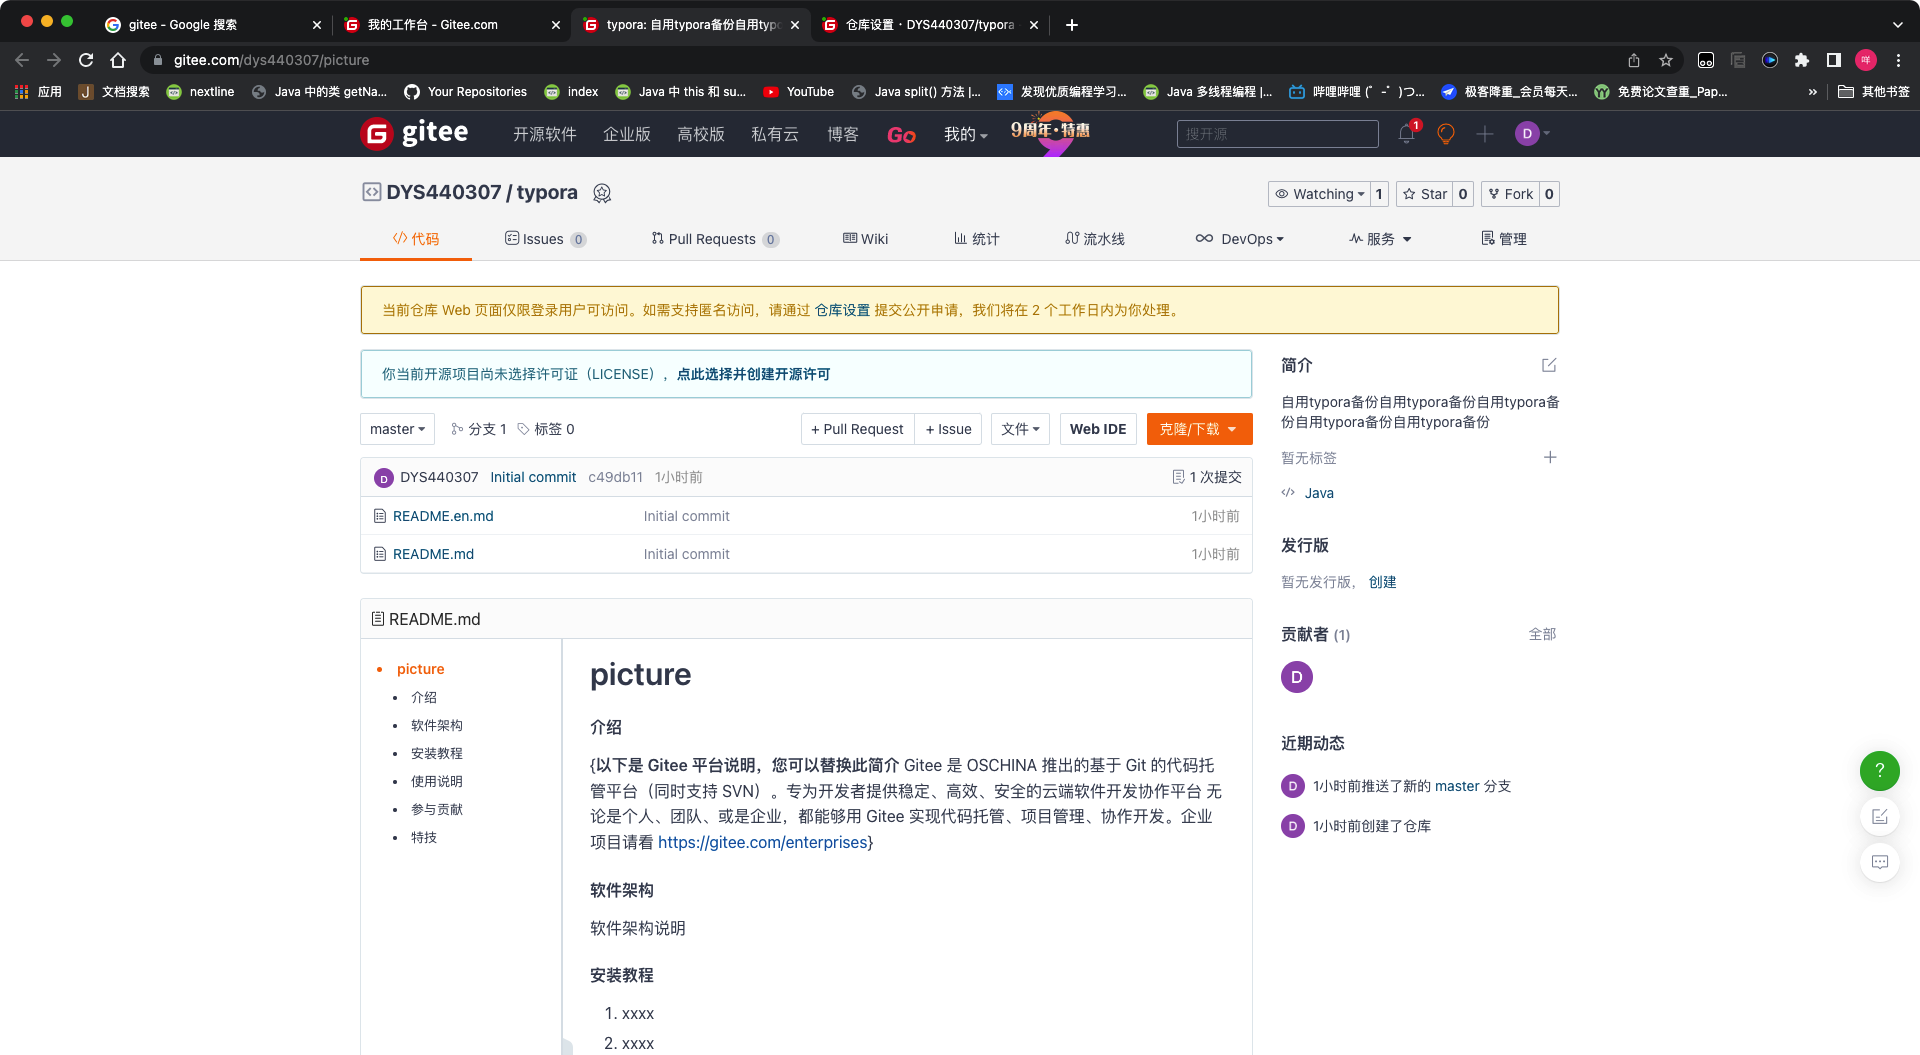 gitee - Google 搜索
我的工作台 - Gitee.com
typora: 自用typora备份自用typo
仓库设置 · DYS440307/typora
gitee.com/dys440307/picture
咩
应用
文档搜索
nextline
Java 中的类 getNa...
Your Repositories
index
Java 中 this 和 su...
YouTube
Java split() 方法 |...
发现优质编程学习...
Java 多线程编程 |...
哔哩哔哩 (゜-゜)つ...
极客降重_会员每天...
免费论文查重_Pap...
»
其他书签
gitee
开源软件
企业版
高校版
私有云
博客
Go
我的
9周年·特惠
搜开源
1
D
DYS440307 / typora
Watching 1
Star 0
Fork 0
代码
Issues 0
Pull Requests 0
Wiki
统计
流水线
DevOps
服务
管理
当前仓库 Web 页面仅限登录用户可访问。如需支持匿名访问，请通过 仓库设置 提交公开申请，我们将在 2 个工作日内为你处理。
你当前开源项目尚未选择许可证（LICENSE），点此选择并创建开源许可
master
分支 1
标签 0
+ Pull Request
+ Issue
文件
Web IDE
克隆/下载
D DYS440307 Initial commit c49db11 1小时前
1 次提交
README.en.md Initial commit 1小时前
README.md Initial commit 1小时前
README.md
picture
介绍
软件架构
安装教程
使用说明
参与贡献
特技
picture
介绍
{以下是 Gitee 平台说明，您可以替换此简介 Gitee 是 OSCHINA 推出的基于 Git 的代码托
管平台（同时支持 SVN）。专为开发者提供稳定、高效、安全的云端软件开发协作平台 无
论是个人、团队、或是企业，都能够用 Gitee 实现代码托管、项目管理、协作开发。企业
项目请看 https://gitee.com/enterprises}
软件架构
软件架构说明
安装教程
1. xxxx
2. xxxx
简介
自用typora备份自用typora备份自用typora备
份自用typora备份自用typora备份
暂无标签
Java
发行版
暂无发行版， 创建
贡献者 (1)
全部
D
近期动态
D 1小时前推送了新的 master 分支
D 1小时前创建了仓库
?